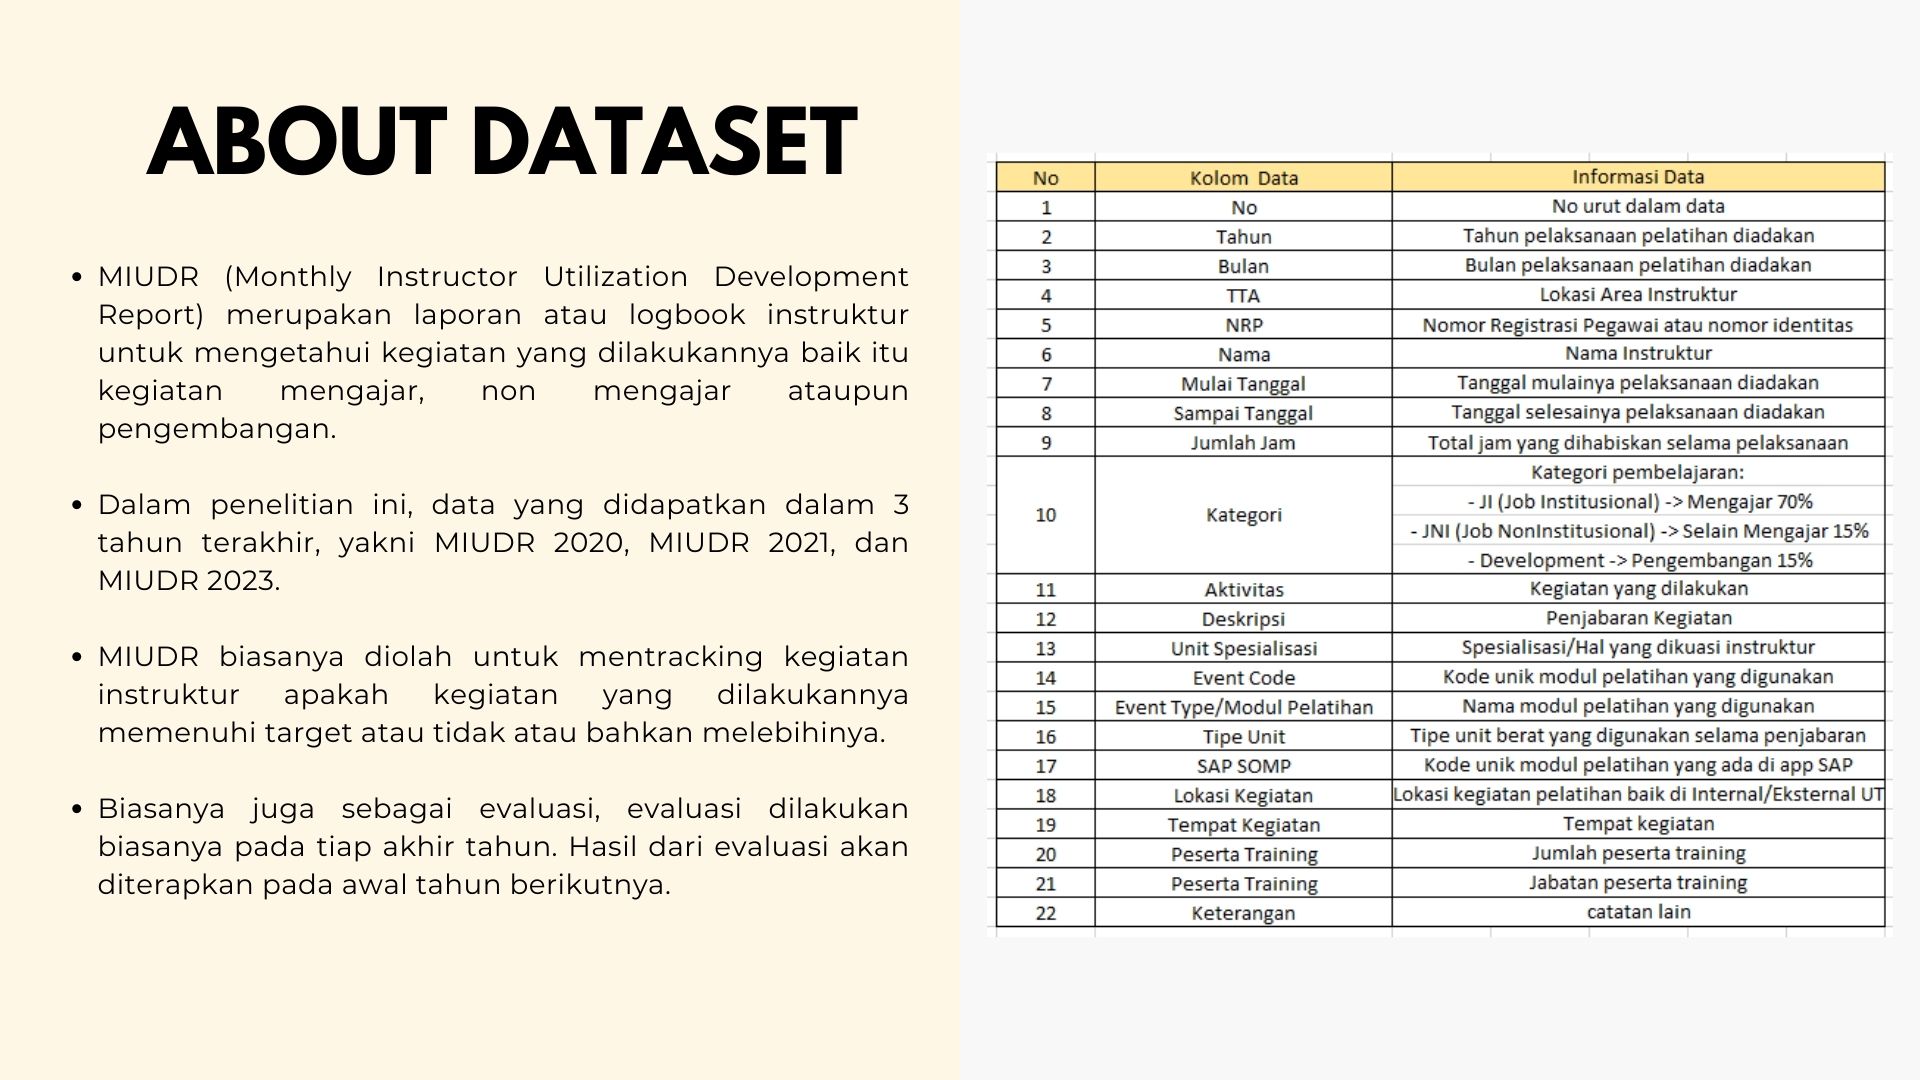 ABOUT DATASET
• MIUDR (Monthly Instructor Utilization Development
Report) merupakan laporan atau logbook instruktur
untuk mengetahui kegiatan yang dilakukannya baik itu
kegiatan mengajar, non mengajar ataupun
pengembangan.
• Dalam penelitian ini, data yang didapatkan dalam 3
tahun terakhir, yakni MIUDR 2020, MIUDR 2021, dan
MIUDR 2023.
• MIUDR biasanya diolah untuk mentracking kegiatan
instruktur apakah kegiatan yang dilakukannya
memenuhi target atau tidak atau bahkan melebihinya.
• Biasanya juga sebagai evaluasi, evaluasi dilakukan
biasanya pada tiap akhir tahun. Hasil dari evaluasi akan
diterapkan pada awal tahun berikutnya.
No Kolom Data Informasi Data
1 No No urut dalam data
2 Tahun Tahun pelaksanaan pelatihan diadakan
3 Bulan Bulan pelaksanaan pelatihan diadakan
4 TTA Lokasi Area Instruktur
5 NRP Nomor Registrasi Pegawai atau nomor identitas
6 Nama Nama Instruktur
7 Mulai Tanggal Tanggal mulainya pelaksanaan diadakan
8 Sampai Tanggal Tanggal selesainya pelaksanaan diadakan
9 Jumlah Jam Total jam yang dihabiskan selama pelaksanaan
10 Kategori Kategori pembelajaran:
- JI (Job Institusional) -> Mengajar 70%
- JNI (Job NonInstitusional) -> Selain Mengajar 15%
- Development -> Pengembangan 15%
11 Aktivitas Kegiatan yang dilakukan
12 Deskripsi Penjabaran Kegiatan
13 Unit Spesialisasi Spesialisasi/Hal yang dikuasi instruktur
14 Event Code Kode unik modul pelatihan yang digunakan
15 Event Type/Modul Pelatihan Nama modul pelatihan yang digunakan
16 Tipe Unit Tipe unit berat yang digunakan selama penjabaran
17 SAP SOMP Kode unik modul pelatihan yang ada di app SAP
18 Lokasi Kegiatan Lokasi kegiatan pelatihan baik di Internal/Eksternal UT
19 Tempat Kegiatan Tempat kegiatan
20 Peserta Training Jumlah peserta training
21 Peserta Training Jabatan peserta training
22 Keterangan catatan lain